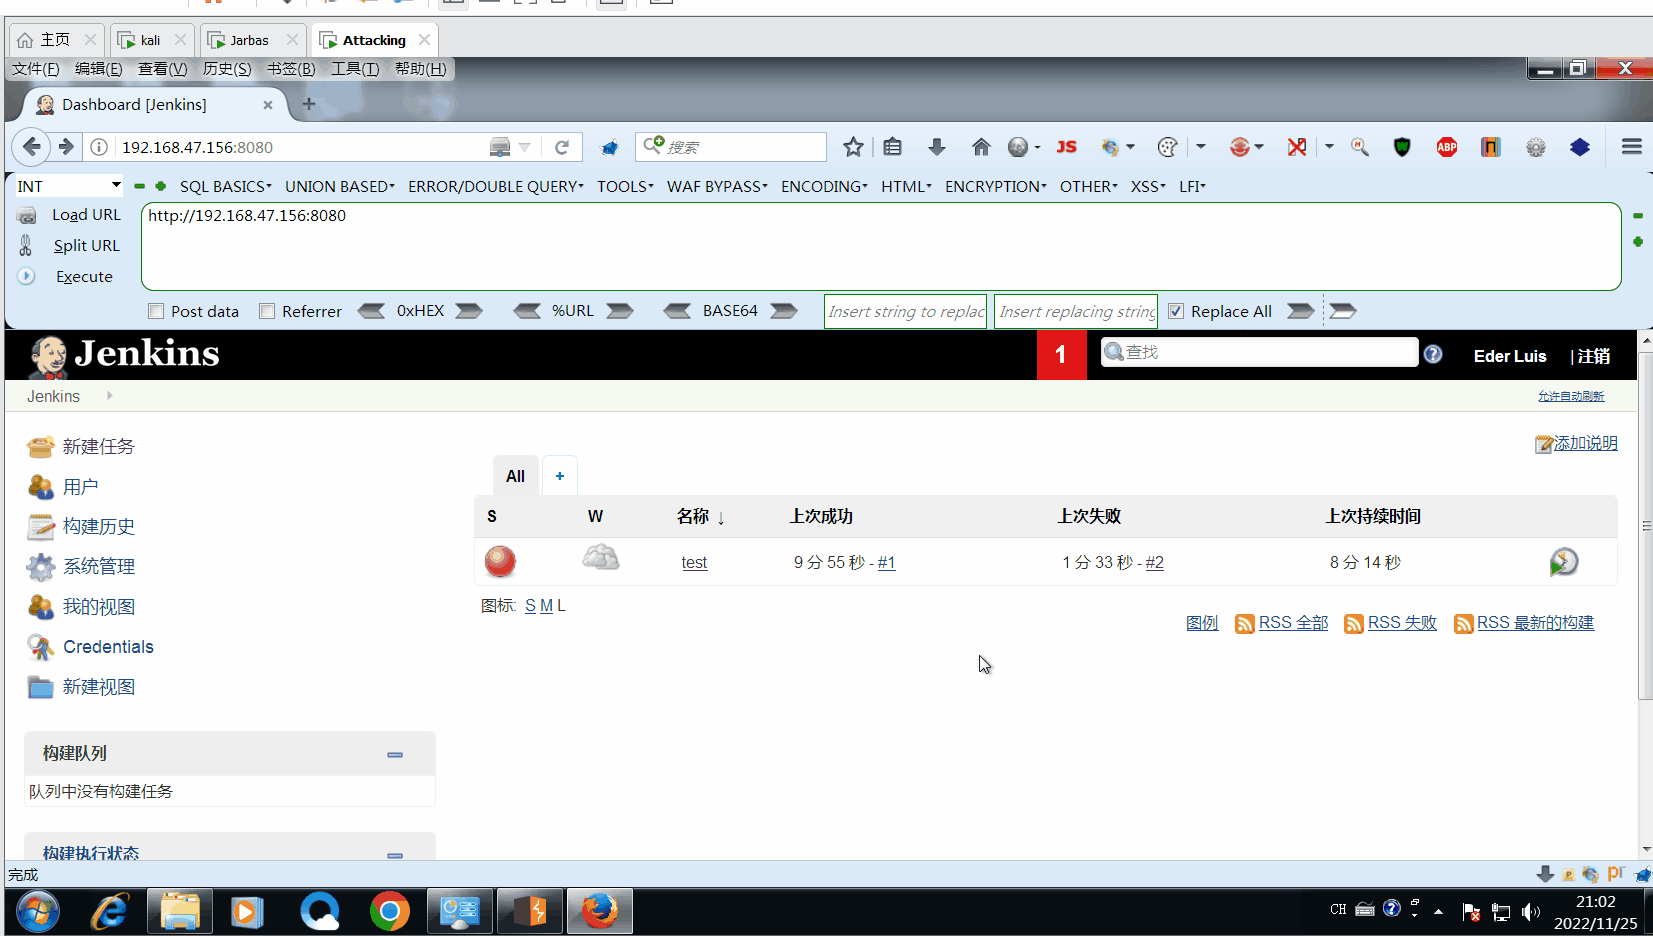 主页 kali Jarbas Attacking
文件(F) 编辑(E) 查看(V) 历史(S) 书签(B) 工具(T) 帮助(H)
Dashboard [Jenkins]
192.168.47.156:8080 搜索 JS ABP
INT SQL BASICS UNION BASED ERROR/DOUBLE QUERY TOOLS WAF BYPASS ENCODING HTML ENCRYPTION OTHER XSS LFI
Load URL http://192.168.47.156:8080
Split URL
Execute
Post data Referrer 0xHEX %URL BASE64 Insert string to replac Insert replacing string Replace All
Jenkins 1 查找 Eder Luis | 注销
Jenkins 允许自动刷新
新建任务 添加说明
用户 All +
构建历史 S W 名称 ↓ 上次成功 上次失败 上次持续时间
系统管理 test 9 分 55 秒 - #1 1 分 33 秒 - #2 8 分 14 秒
我的视图 图标: S M L
图例 RSS 全部 RSS 失败 RSS 最新的构建
Credentials
新建视图
构建队列
队列中没有构建任务
构建执行状态
完成 pr
CH 21:02
2022/11/25